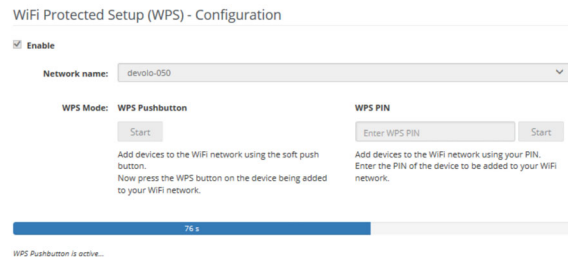 WiFi Protected Setup (WPS) - Configuration
Enable
Network name: devolo-050
WPS Mode: WPS Pushbutton
Start
Add devices to the WiFi network using the soft push
button.
Now press the WPS button on the device being added
to your WiFi network.
WPS PIN
Enter WPS PIN Start
Add devices to the WiFi network using your PIN.
Enter the PIN of the device to be added to your WiFi
network.
76 s
WPS Pushbutton is active...